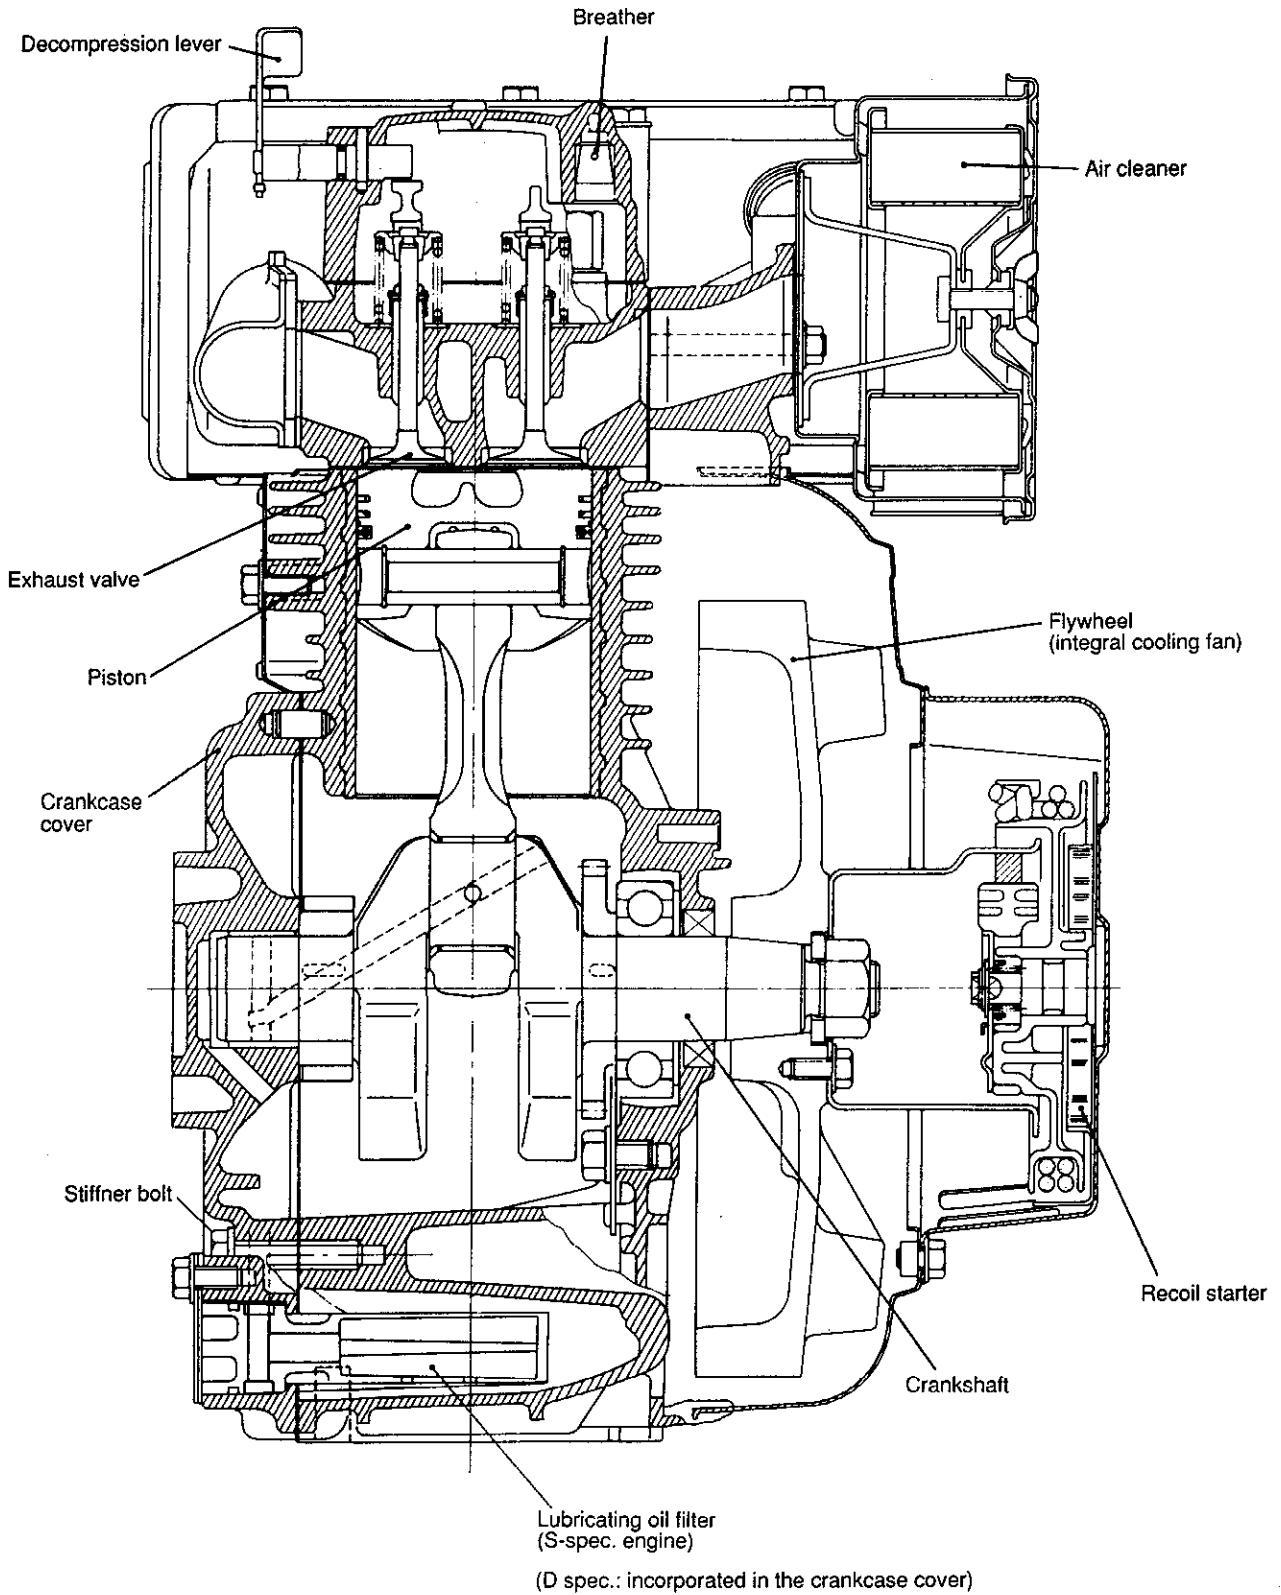 Breather
Decompression lever
Air cleaner
Exhaust valve
Flywheel
(integral cooling fan)
Piston
Crankcase
cover
Stiffner bolt
Recoil starter
Crankshaft
Lubricating oil filter
(S-spec. engine)
(D spec.: incorporated in the crankcase cover)